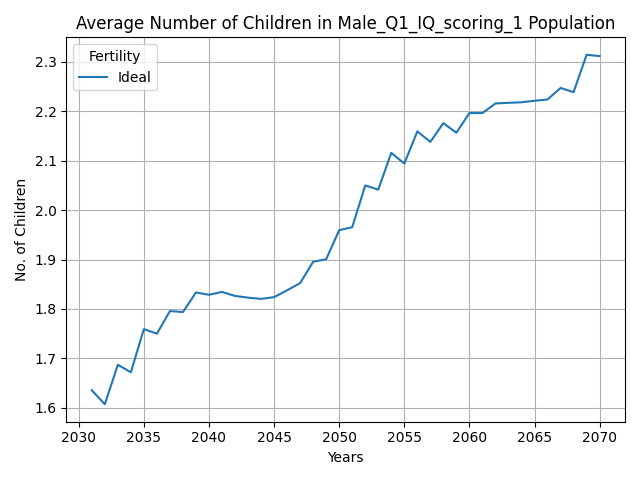 Average Number of Children in Male_Q1_IQ_scoring_1 Population
Fertility
Ideal
2.3
2.2
2.1
2.0
1.9
1.8
1.7
1.6
No. of Children
2030 2035 2040 2045 2050 2055 2060 2065 2070
Years